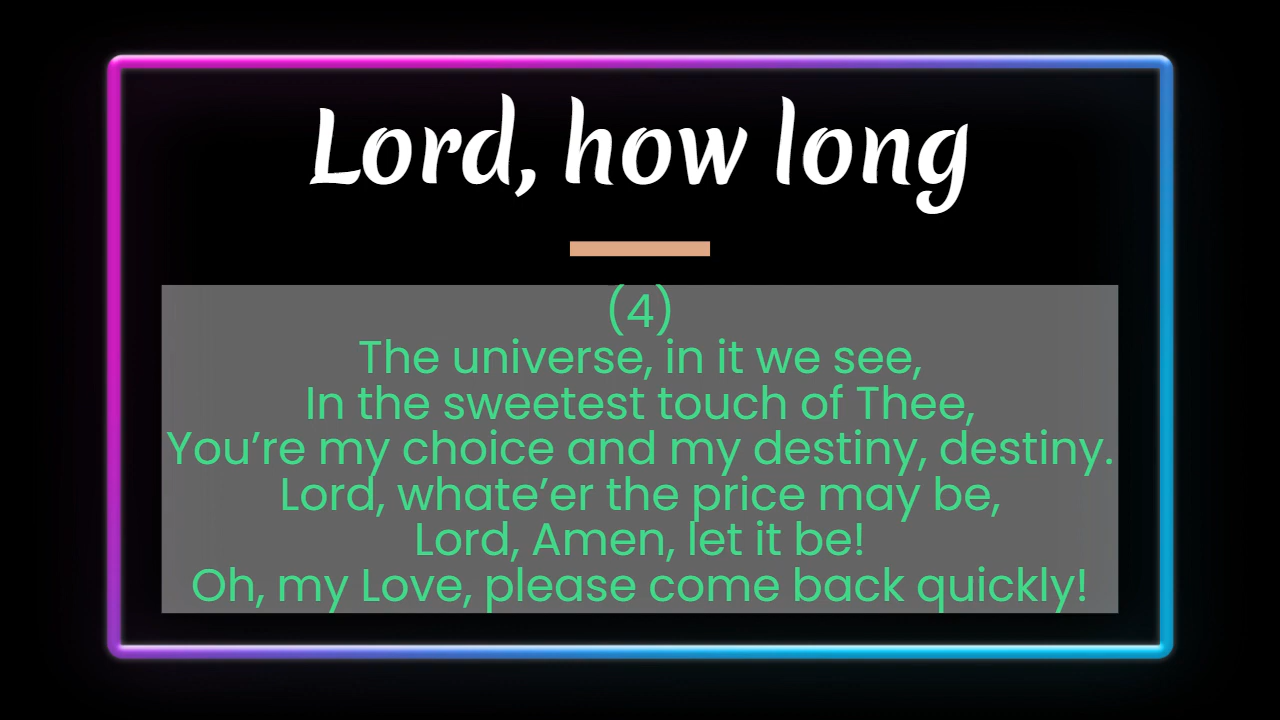 Lord, how long
(4)
The universe, in it we see,
In the sweetest touch of Thee,
You’re my choice and my destiny, destiny.
Lord, whate’er the price may be,
Lord, Amen, let it be!
Oh, my Love, please come back quickly!